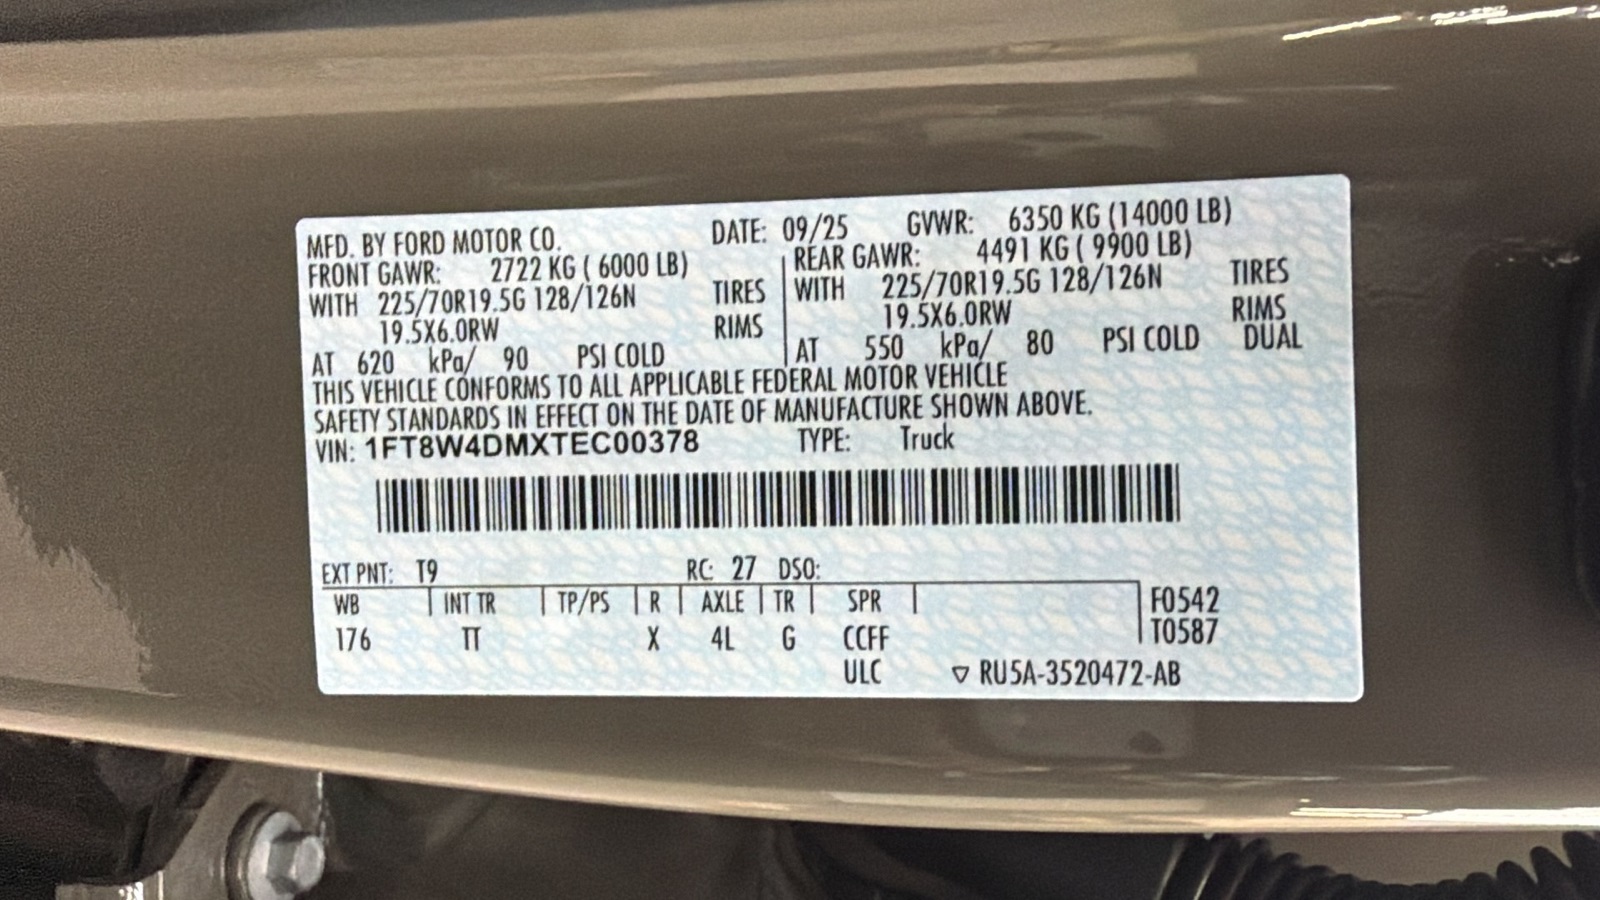 MFD. BY FORD MOTOR CO. DATE: 09/25 GVWR: 6350 KG (14000 LB)
FRONT GAWR: 2722 KG ( 6000 LB) REAR GAWR: 4491 KG ( 9900 LB)
WITH 225/70R19.5G 128/126N TIRES WITH 225/70R19.5G 128/126N TIRES
19.5X6.0RW RIMS 19.5X6.0RW RIMS
AT 620 kPa/ 90 PSI COLD AT 550 kPa/ 80 PSI COLD DUAL
THIS VEHICLE CONFORMS TO ALL APPLICABLE FEDERAL MOTOR VEHICLE
SAFETY STANDARDS IN EFFECT ON THE DATE OF MANUFACTURE SHOWN ABOVE.
VIN: 1FT8W4DMXTEC00378 TYPE: Truck
EXT PNT: T9 RC: 27 DSO:
WB INT TR TP/PS R AXLE TR SPR F0542
176 TT X 4L G CCFF T0587
ULC ▽ RU5A-3520472-AB